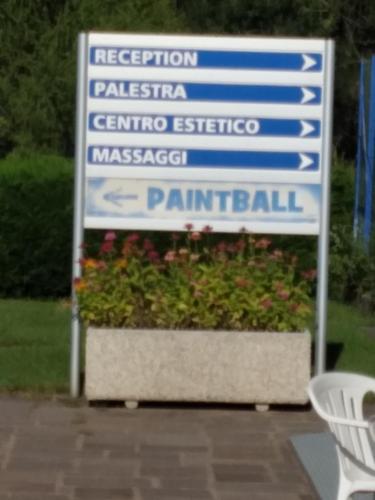 RECEPTION
PALESTRA
CENTRO ESTETICO
MASSAGGI
PAINTBALL